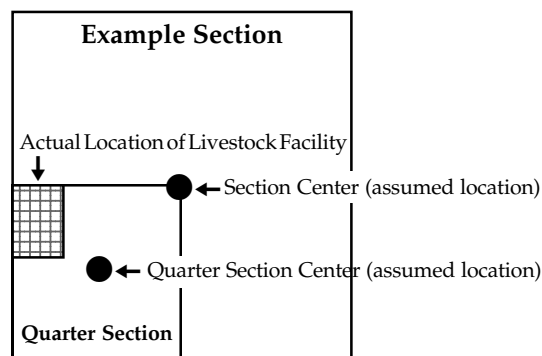 Example Section
Actual Location of Livestock Facility
Section Center (assumed location)
Quarter Section Center (assumed location)
Quarter Section